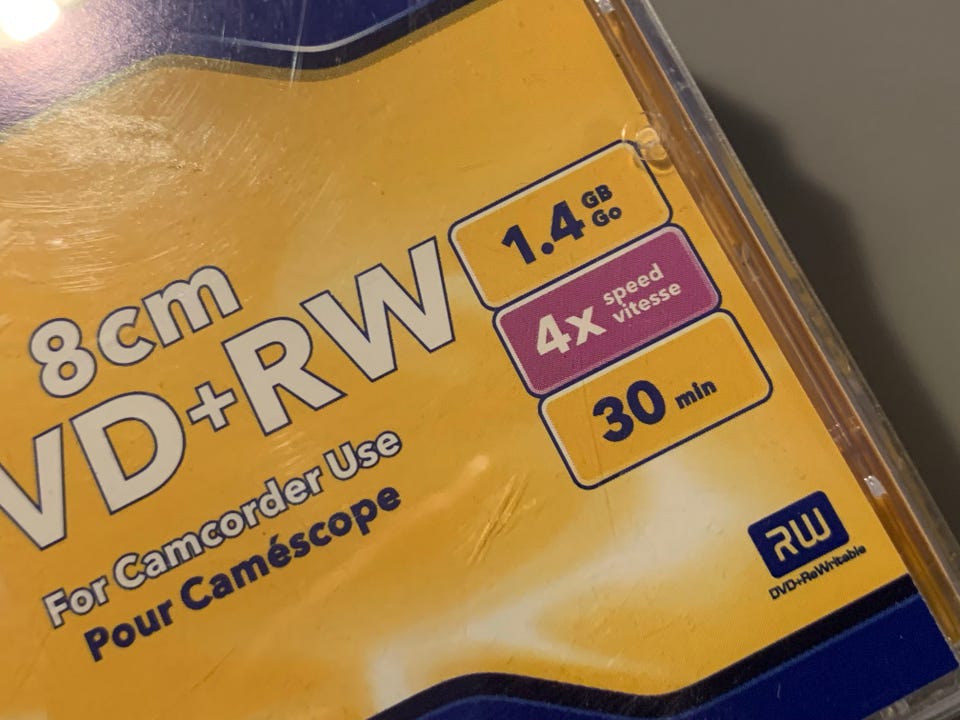 8cm
VD+RW
For Camcorder Use
Pour Caméscope
1.4 GB
Go
4x speed
vitesse
30 min
RW
DVD+ReWritable